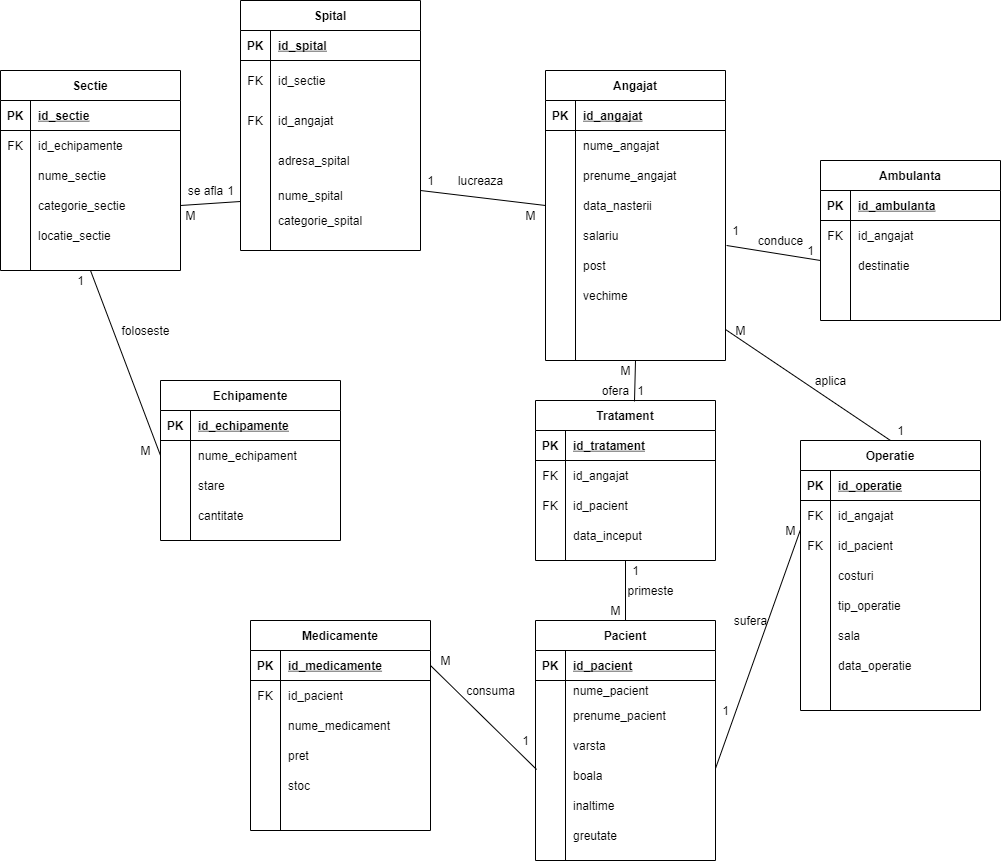 Spital
PK id_spital
FK id_sectie
FK id_angajat
adresa_spital
nume_spital
categorie_spital
Sectie
PK id_sectie
FK id_echipamente
nume_sectie
categorie_sectie
locatie_sectie
se afla 1
M
1 lucreaza
M
Angajat
PK id_angajat
nume_angajat
prenume_angajat
data_nasterii
salariu
post
vechime
1
conduce
1
Ambulanta
PK id_ambulanta
FK id_angajat
destinatie
1
foloseste
M
Echipamente
PK id_echipamente
nume_echipament
stare
cantitate
M
ofera 1
M
aplica
1
Tratament
PK id_tratament
FK id_angajat
FK id_pacient
data_inceput
Operatie
PK id_operatie
FK id_angajat
FK id_pacient
costuri
tip_operatie
sala
data_operatie
1
primeste
M
M
sufera
1
Medicamente
PK id_medicamente
FK id_pacient
nume_medicament
pret
stoc
M
consuma
1
Pacient
PK id_pacient
nume_pacient
prenume_pacient
varsta
boala
inaltime
greutate